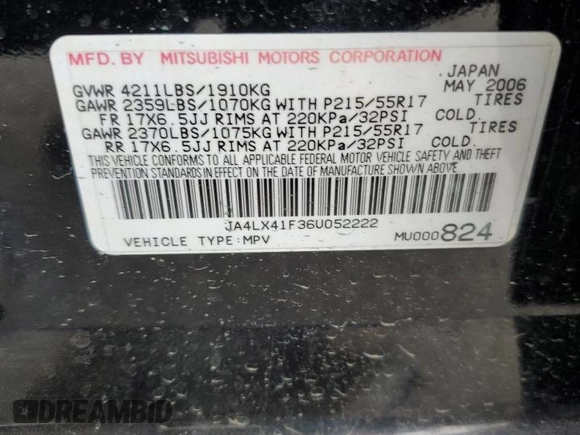 MFD. BY MITSUBISHI MOTORS CORPORATION
JAPAN
GVWR 4211LBS/1910KG MAY 2006
GAWR 2359LBS/1070KG WITH P215/55R17 TIRES
FR 17X6.5JJ RIMS AT 220KPa/32PSI COLD.
GAWR 2370LBS/1075KG WITH P215/55R17 TIRES
RR 17X6.5JJ RIMS AT 220KPa/32PSI COLD.
THIS VEHICLE CONFORMS TO ALL APPLICABLE FEDERAL MOTOR VEHICLE SAFETY AND THEFT
PREVENTION STANDARDS IN EFFECT ON THE DATE OF MANUFACTURE SHOWN ABOVE.
JA4LX41F36U052222
VEHICLE TYPE:MPV MU000824
DREAMBID